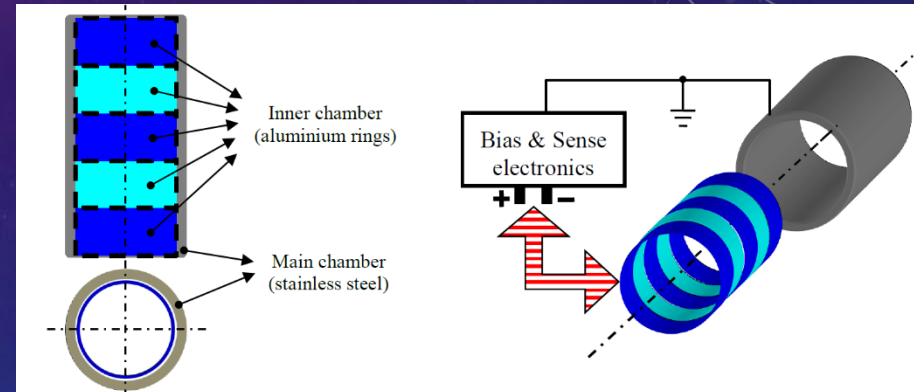 Inner chamber
(aluminium rings)
Main chamber
(stainless steel)
Bias & Sense
electronics
+ −